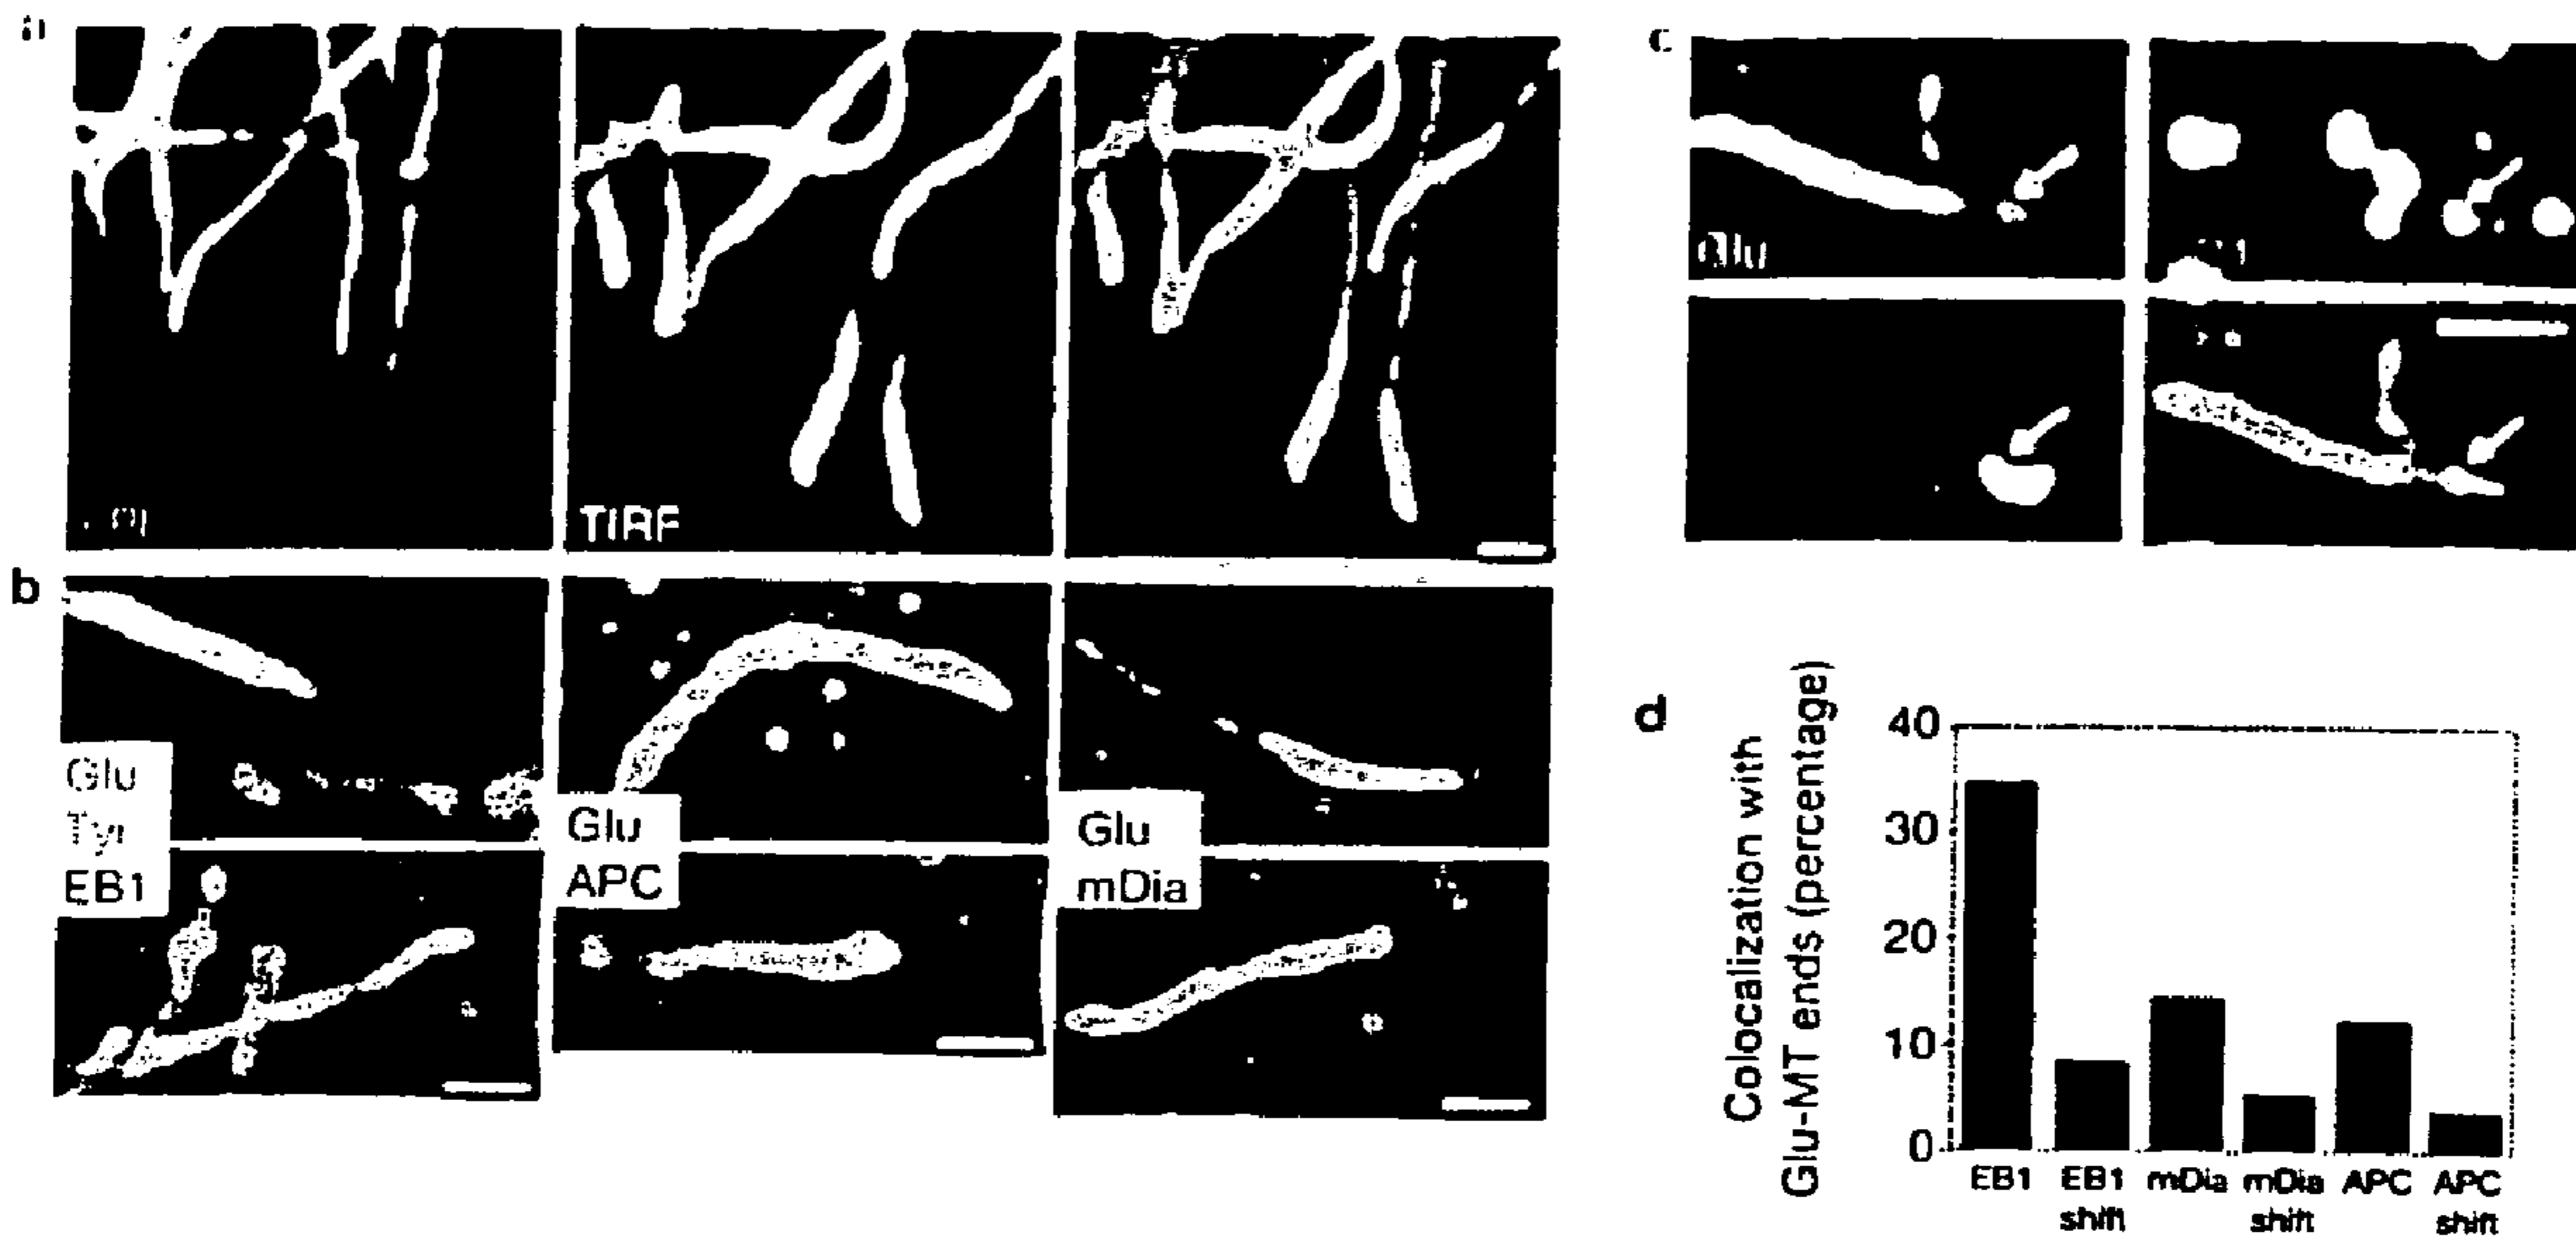 TIRF
b
Glu
Tyr
EB1
Glu
APC
Glu
mDia
c
Glu
d
Colocalization with
Glu-MT ends (percentage)
40
30
20
10
0
EB1 EB1 mDia mDia APC APC
shift shift shift